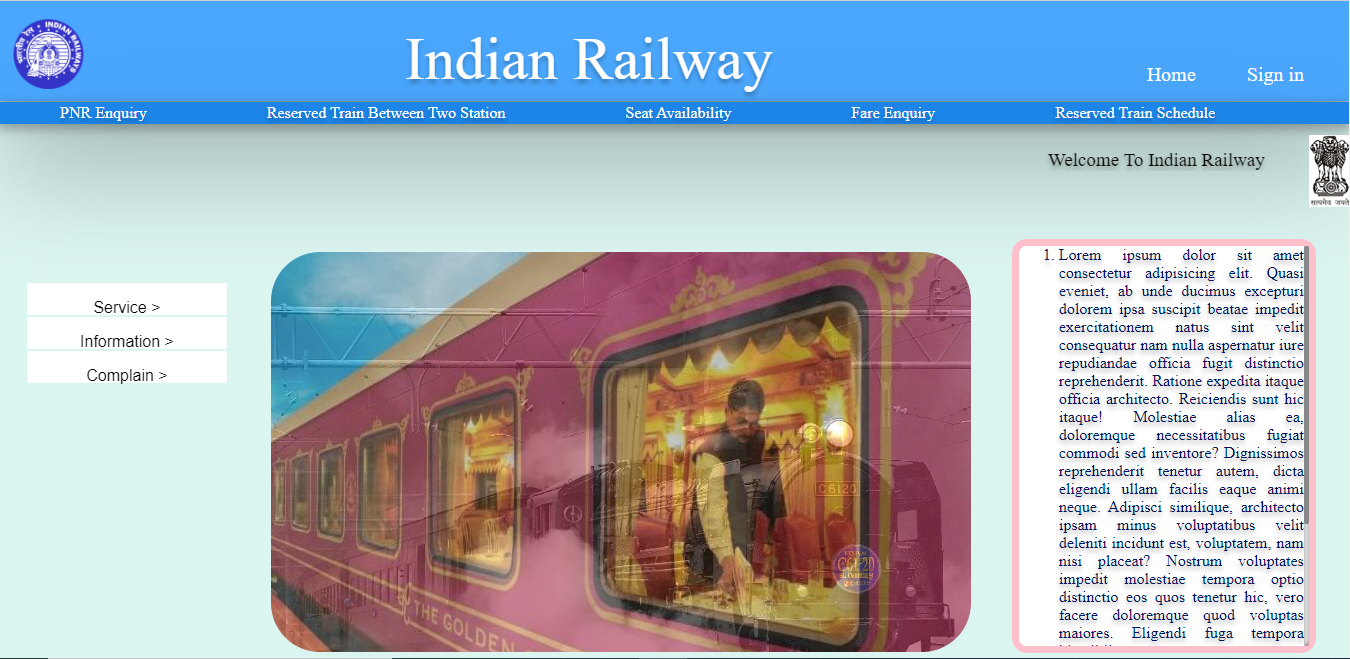 INDIAN RAILWAYS
भारतीय रेल
Indian Railway
Home
Sign in
PNR Enquiry
Reserved Train Between Two Station
Seat Availability
Fare Enquiry
Reserved Train Schedule
Welcome To Indian Railway
सत्यमेव जयते
Service >
Information >
Complain >
C 6120
C6120
THE GOLDEN
1. Lorem ipsum dolor sit amet
consectetur adipisicing elit. Quasi
eveniet, ab unde ducimus excepturi
dolorem ipsa suscipit beatae impedit
exercitationem natus sint velit
consequatur nam nulla aspernatur iure
repudiandae officia fugit distinctio
reprehenderit. Ratione expedita itaque
officia architecto. Reiciendis sunt hic
itaque! Molestiae alias ea,
doloremque necessitatibus fugiat
commodi sed inventore? Dignissimos
reprehenderit tenetur autem, dicta
eligendi ullam facilis eaque animi
neque. Adipisci similique, architecto
ipsam minus voluptatibus velit
deleniti incidunt est, voluptatem, nam
nisi placeat? Nostrum voluptates
impedit molestiae tempora optio
distinctio eos quos tenetur hic, vero
facere doloremque quod voluptas
maiores. Eligendi fuga tempora